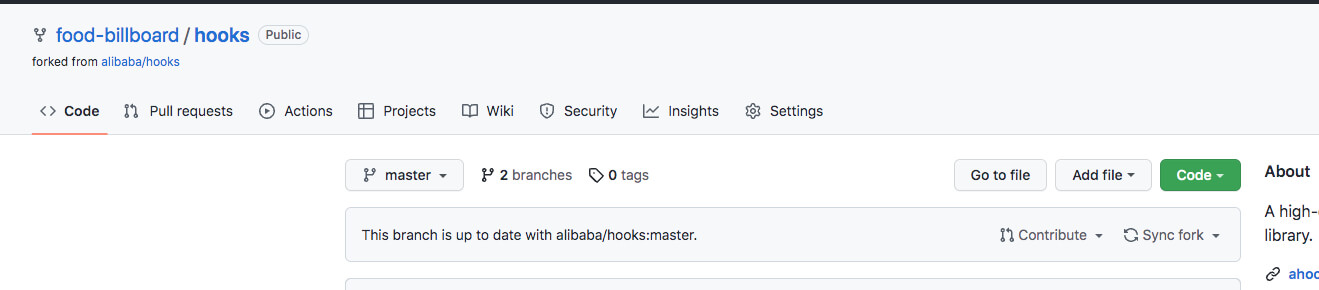 food-billboard / hooks Public
forked from alibaba/hooks
Code Pull requests Actions Projects Wiki Security Insights Settings
master 2 branches 0 tags Go to file Add file Code About
A high-
This branch is up to date with alibaba/hooks:master. Contribute Sync fork library.
ahoo